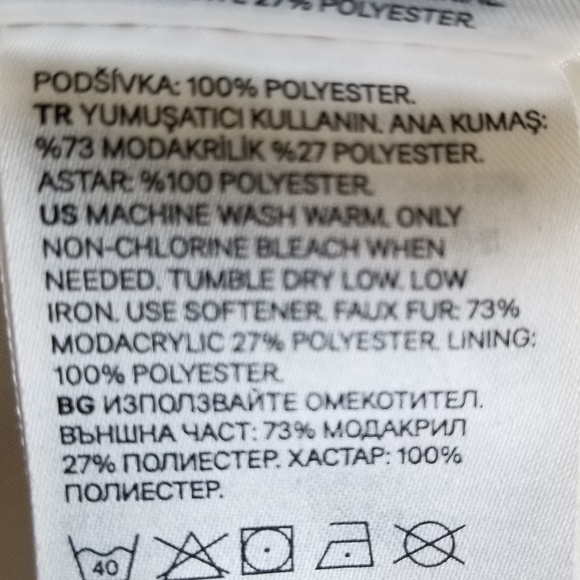 27% POLYESTER.
PODŠÍVKA: 100% POLYESTER.
TR YUMUŞATICI KULLANIN. ANA KUMAŞ:
%73 MODAKRİLİK %27 POLYESTER.
ASTAR: %100 POLYESTER.
US MACHINE WASH WARM. ONLY
NON-CHLORINE BLEACH WHEN
NEEDED. TUMBLE DRY LOW. LOW
IRON. USE SOFTENER. FAUX FUR: 73%
MODACRYLIC 27% POLYESTER. LINING:
100% POLYESTER.
BG ИЗПОЛЗВАЙТЕ ОМЕКОТИТЕЛ.
ВЪНШНА ЧАСТ: 73% МОДАКРИЛ
27% ПОЛИЕСТЕР. ХАСТАР: 100%
ПОЛИЕСТЕР.
40